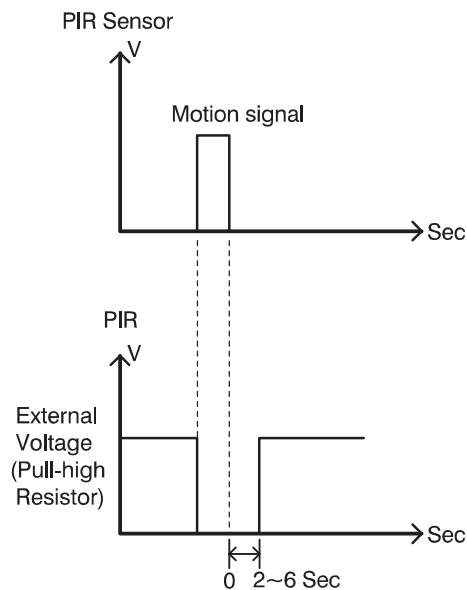 PIR Sensor
V
Motion signal
Sec
PIR
V
External
Voltage
(Pull-high
Resistor)
Sec
0 2~6 Sec